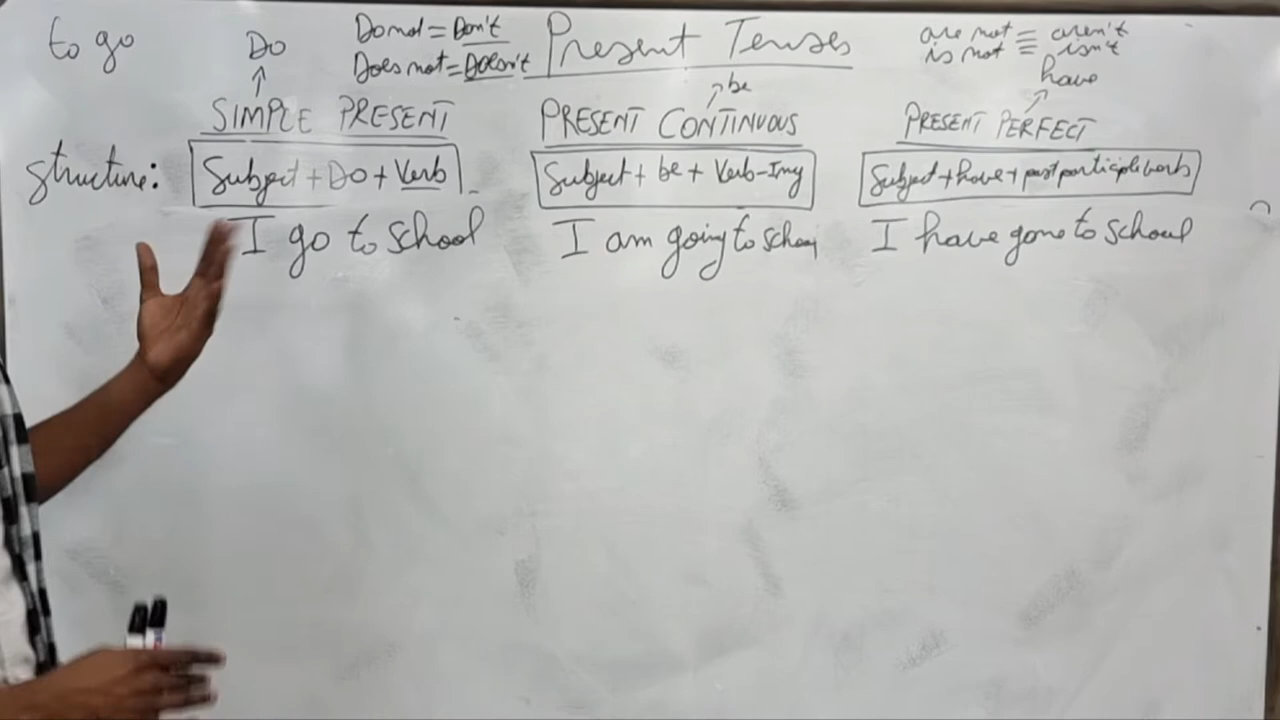 to go
Do
Do not = Don't
Does not = Doesn't
Present Tenses
are not = aren't
is not = isn't
be
have
SIMPLE PRESENT
PRESENT CONTINUOUS
PRESENT PERFECT
Structure:
Subject + DO + Verb
Subject + be + Verb-Ing
Subject + have + past participle verb
I go to school
I am going to school
I have gone to school